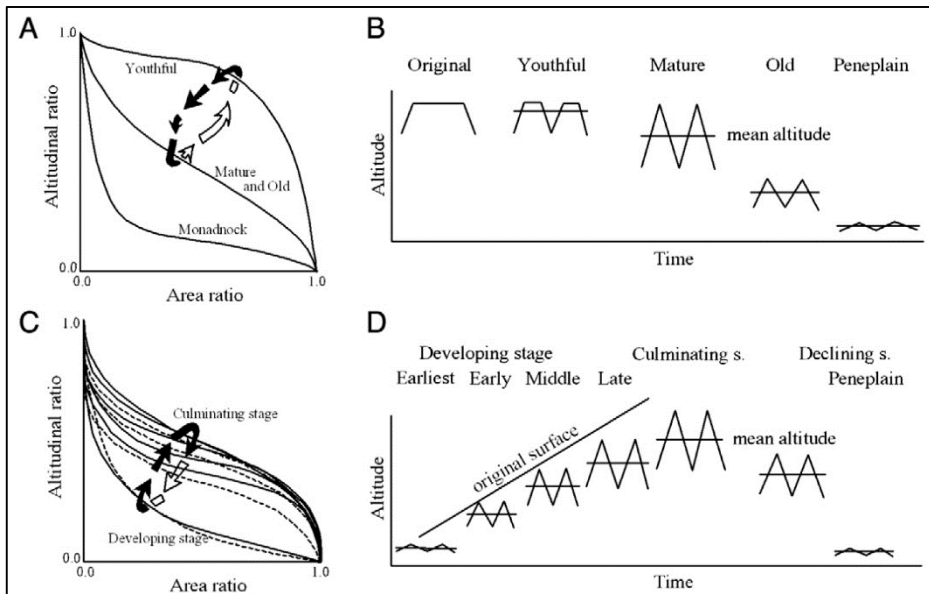 A
1.0
Youthful
Altitudinal ratio
Mature
and Old
Monadnock
0.0
0.0
1.0
Area ratio
B
Original Youthful Mature Old Peneplain
mean altitude
Altitude
Time
C
1.0
Culminating stage
Altitudinal ratio
Developing stage
0.0
0.0
1.0
Area ratio
D
Developing stage Culminating s. Declining s.
Earliest Early Middle Late Peneplain
original surface
mean altitude
Altitude
Time